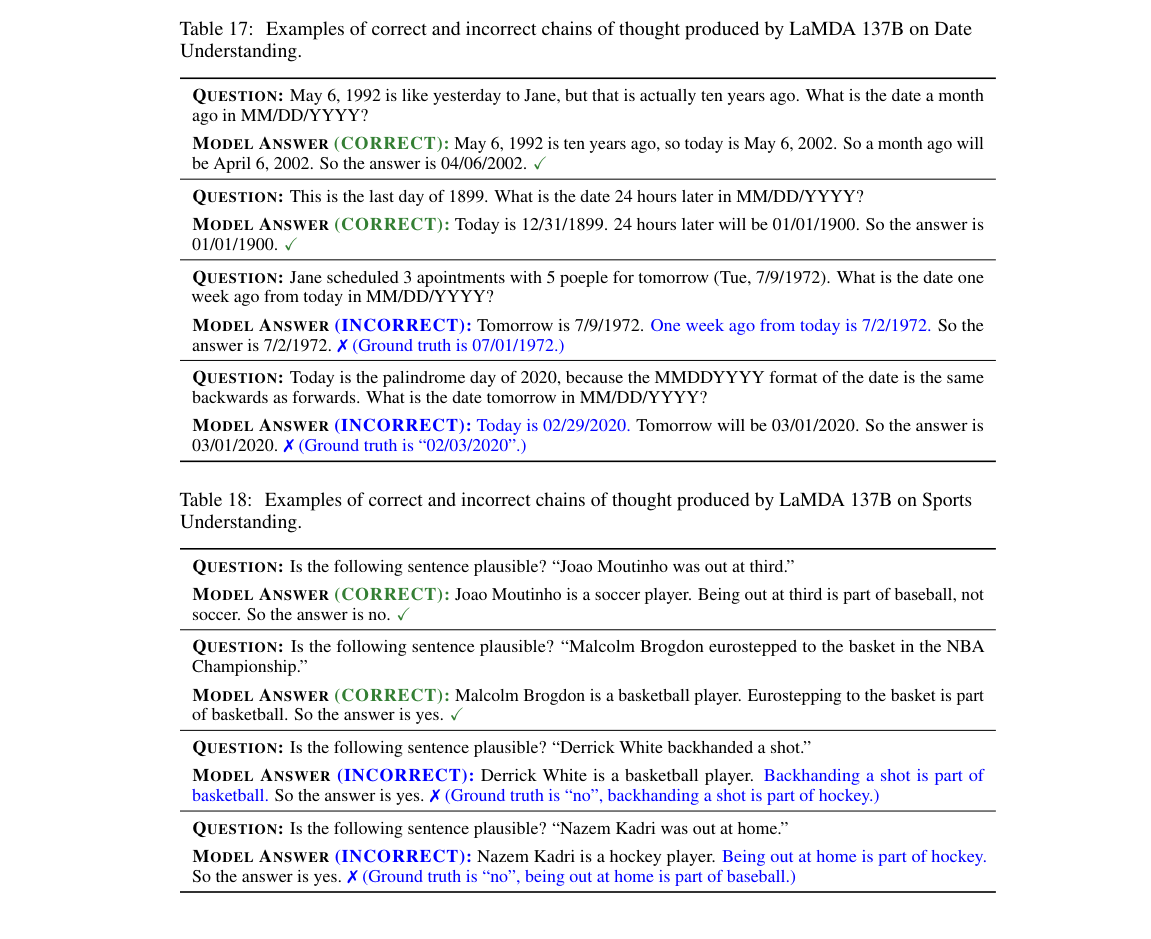 Table 17: Examples of correct and incorrect chains of thought produced by LaMDA 137B on Date
Understanding.
QUESTION: May 6, 1992 is like yesterday to Jane, but that is actually ten years ago. What is the date a month
ago in MM/DD/YYYY?
MODEL ANSWER (CORRECT): May 6, 1992 is ten years ago, so today is May 6, 2002. So a month ago will
be April 6, 2002. So the answer is 04/06/2002. ✓
QUESTION: This is the last day of 1899. What is the date 24 hours later in MM/DD/YYYY?
MODEL ANSWER (CORRECT): Today is 12/31/1899. 24 hours later will be 01/01/1900. So the answer is
01/01/1900. ✓
QUESTION: Jane scheduled 3 apointments with 5 poeple for tomorrow (Tue, 7/9/1972). What is the date one
week ago from today in MM/DD/YYYY?
MODEL ANSWER (INCORRECT): Tomorrow is 7/9/1972. One week ago from today is 7/2/1972. So the
answer is 7/2/1972. ✗ (Ground truth is 07/01/1972.)
QUESTION: Today is the palindrome day of 2020, because the MMDDYYYY format of the date is the same
backwards as forwards. What is the date tomorrow in MM/DD/YYYY?
MODEL ANSWER (INCORRECT): Today is 02/29/2020. Tomorrow will be 03/01/2020. So the answer is
03/01/2020. ✗ (Ground truth is “02/03/2020”.)
Table 18: Examples of correct and incorrect chains of thought produced by LaMDA 137B on Sports
Understanding.
QUESTION: Is the following sentence plausible? “Joao Moutinho was out at third.”
MODEL ANSWER (CORRECT): Joao Moutinho is a soccer player. Being out at third is part of baseball, not
soccer. So the answer is no. ✓
QUESTION: Is the following sentence plausible? “Malcolm Brogdon eurostepped to the basket in the NBA
Championship.”
MODEL ANSWER (CORRECT): Malcolm Brogdon is a basketball player. Eurostepping to the basket is part
of basketball. So the answer is yes. ✓
QUESTION: Is the following sentence plausible? “Derrick White backhanded a shot.”
MODEL ANSWER (INCORRECT): Derrick White is a basketball player. Backhanding a shot is part of
basketball. So the answer is yes. ✗ (Ground truth is “no”, backhanding a shot is part of hockey.)
QUESTION: Is the following sentence plausible? “Nazem Kadri was out at home.”
MODEL ANSWER (INCORRECT): Nazem Kadri is a hockey player. Being out at home is part of hockey.
So the answer is yes. ✗ (Ground truth is “no”, being out at home is part of baseball.)